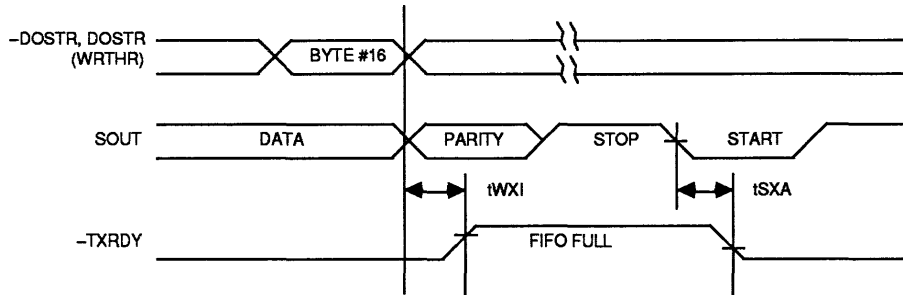 –DOSTR, DOSTR
(WRTHR)
BYTE #16
SOUT
DATA
PARITY
STOP
START
tWXI
tSXA
–TXRDY
FIFO FULL